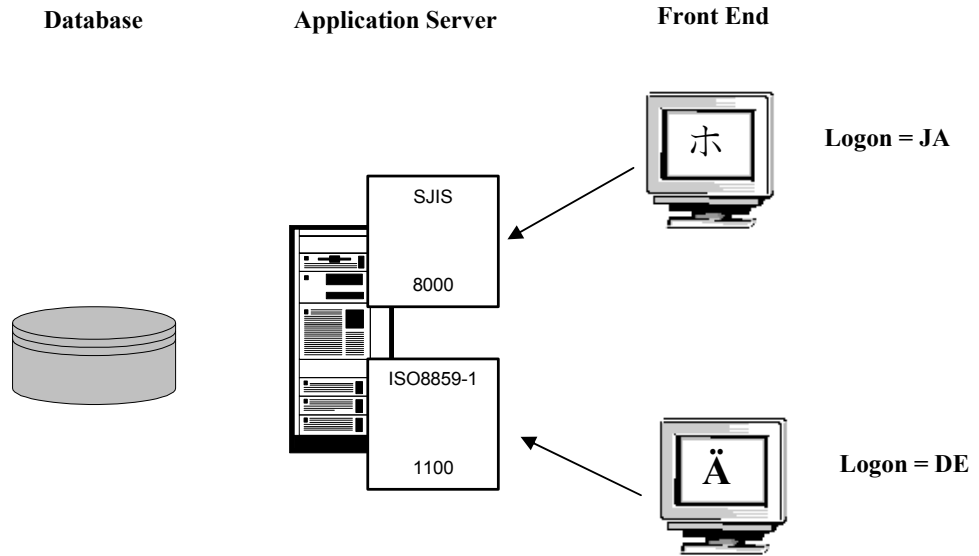 Database
Application Server
Front End
ホ
Logon = JA
SJIS
8000
ISO8859-1
1100
Ä
Logon = DE